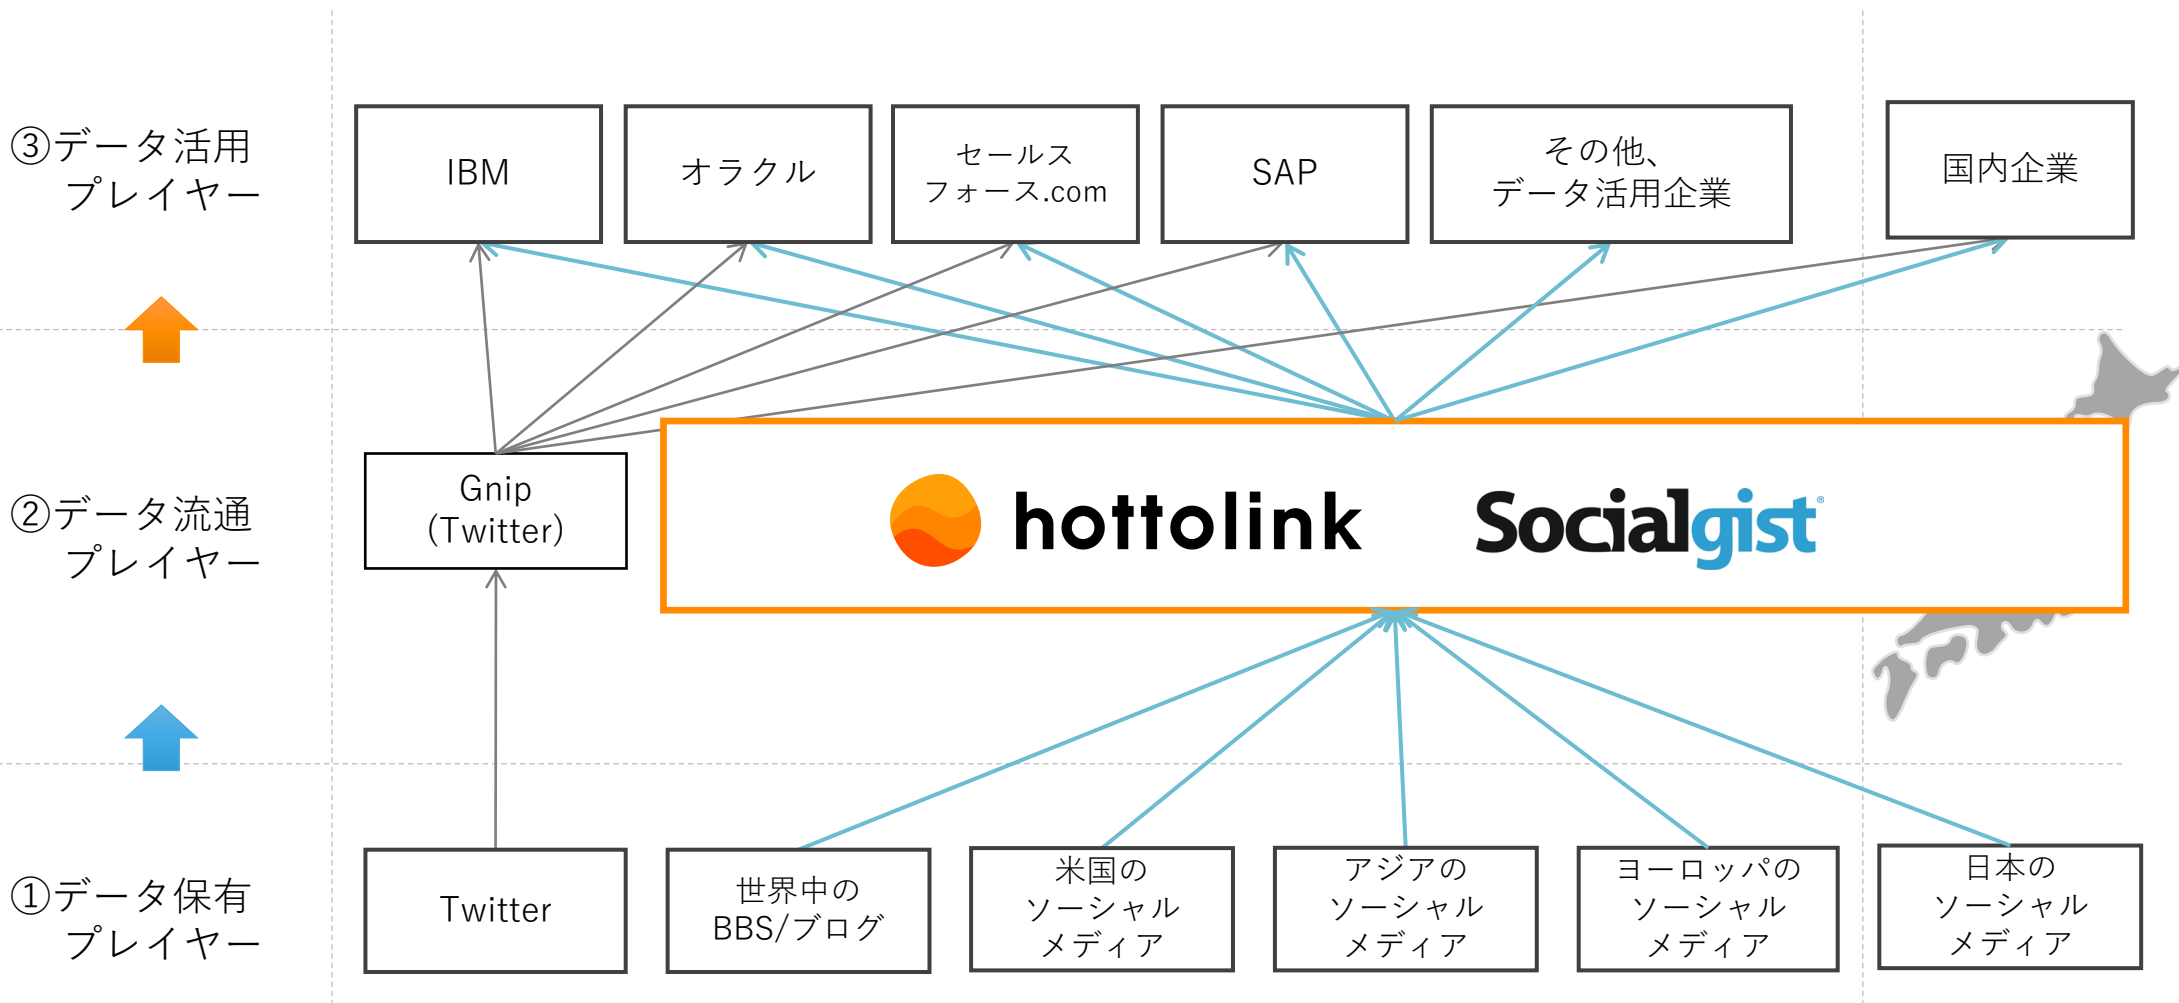 ③データ活用
プレイヤー
IBM
オラクル
セールス
フォース.com
SAP
その他、
データ活用企業
国内企業
②データ流通
プレイヤー
Gnip
(Twitter)
hottolink
Socialgist®
①データ保有
プレイヤー
Twitter
世界中の
BBS/ブログ
米国の
ソーシャル
メディア
アジアの
ソーシャル
メディア
ヨーロッパの
ソーシャル
メディア
日本の
ソーシャル
メディア